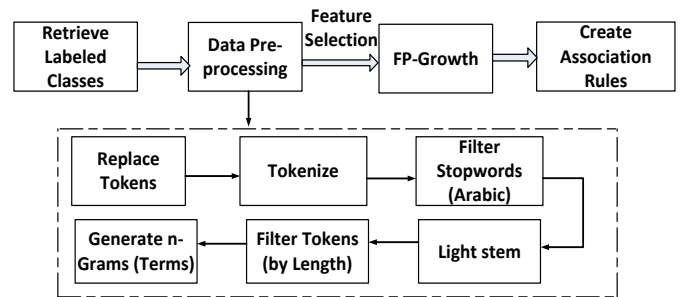 Retrieve
Labeled
Classes
Data Pre-
processing
Feature
Selection
FP-Growth
Create
Association
Rules
Replace
Tokens
Tokenize
Filter
Stopwords
(Arabic)
Light stem
Filter Tokens
(by Length)
Generate n-
Grams (Terms)